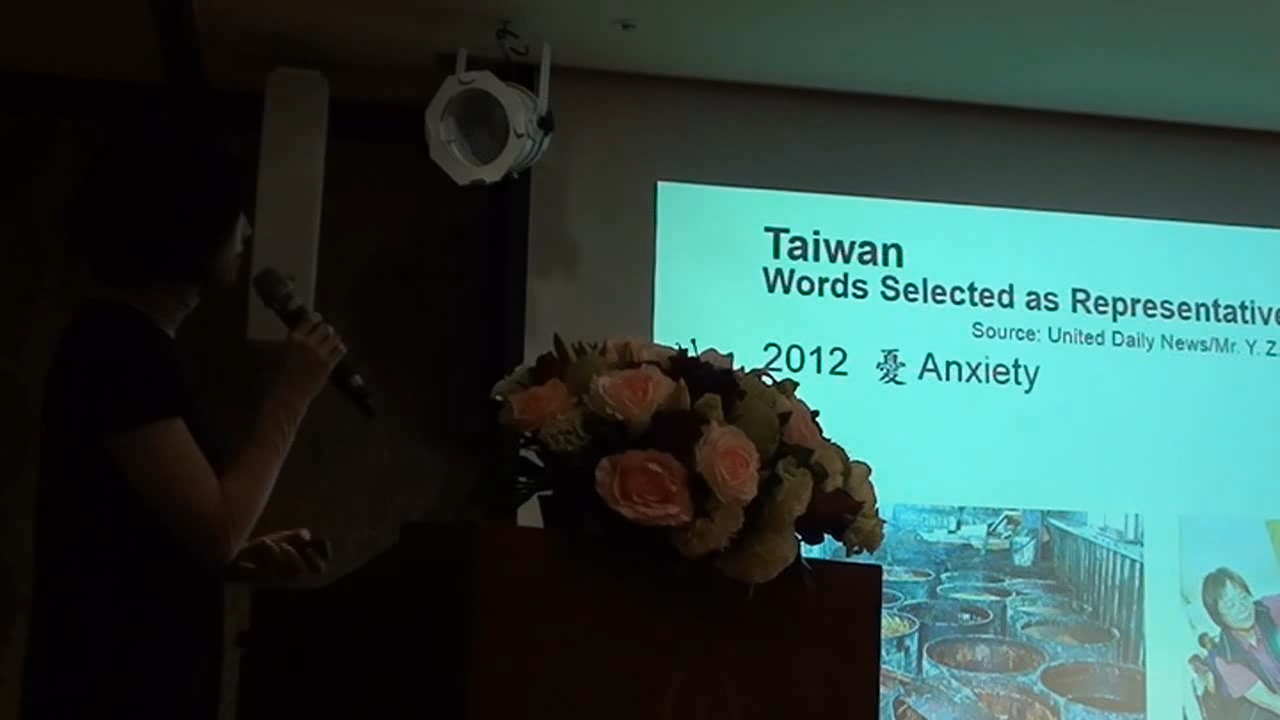 Taiwan
Words Selected as Representative
Source: United Daily News/Mr. Y. Z.
2012 憂 Anxiety